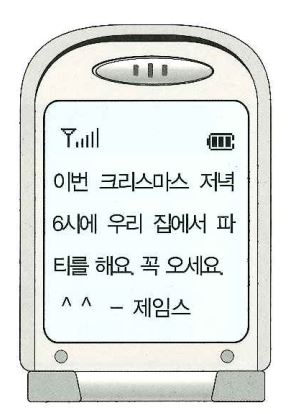 이번 크리스마스 저녁
6시에 우리 집에서 파
티를 해요. 꼭 오세요.
^ ^ - 제임스